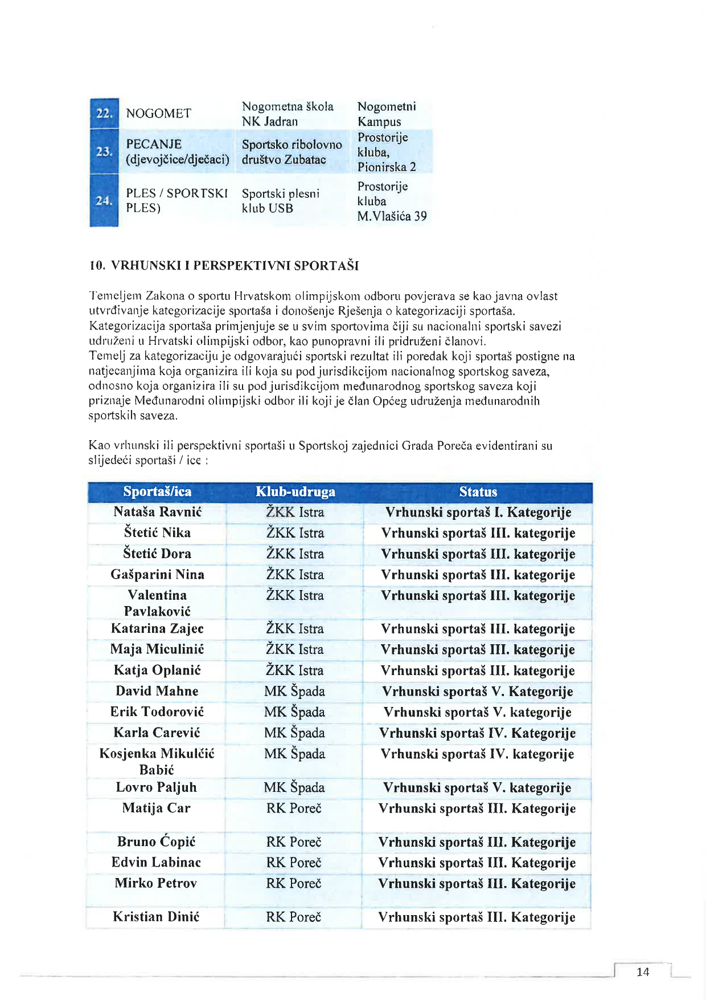 22. NOGOMET Nogometna škola NK Jadran Nogometni Kampus
23. PECANJE (djevojčice/dječaci) Sportsko ribolovno društvo Zubatac Prostorije kluba, Pionirska 2
24. PLES / SPORTSKI PLES) Sportski plesni klub USB Prostorije kluba M.Vlašića 39
10. VRHUNSKI I PERSPEKTIVNI SPORTAŠI
Temeljem Zakona o sportu Hrvatskom olimpijskom odboru povjerava se kao javna ovlast
utvrđivanje kategorizacije sportaša i donošenje Rješenja o kategorizaciji sportaša.
Kategorizacija sportaša primjenjuje se u svim sportovima čiji su nacionalni sportski savezi
udruženi u Hrvatski olimpijski odbor, kao punopravni ili pridruženi članovi.
Temelj za kategorizaciju je odgovarajući sportski rezultat ili poredak koji sportaš postigne na
natjecanjima koja organizira ili koja su pod jurisdikcijom nacionalnog sportskog saveza,
odnosno koja organizira ili su pod jurisdikcijom međunarodnog sportskog saveza koji
priznaje Međunarodni olimpijski odbor ili koji je član Općeg udruženja međunarodnih
sportskih saveza.
Kao vrhunski ili perspektivni sportaši u Sportskoj zajednici Grada Poreča evidentirani su
slijedeći sportaši / ice :
Sportaš/ica Klub-udruga Status
Nataša Ravnić ŽKK Istra Vrhunski sportaš I. Kategorije
Štetić Nika ŽKK Istra Vrhunski sportaš III. kategorije
Štetić Dora ŽKK Istra Vrhunski sportaš III. kategorije
Gašparini Nina ŽKK Istra Vrhunski sportaš III. kategorije
Valentina Pavlaković ŽKK Istra Vrhunski sportaš III. kategorije
Katarina Zajec ŽKK Istra Vrhunski sportaš III. kategorije
Maja Miculinić ŽKK Istra Vrhunski sportaš III. kategorije
Katja Oplanić ŽKK Istra Vrhunski sportaš III. kategorije
David Mahne MK Špada Vrhunski sportaš V. Kategorije
Erik Todorović MK Špada Vrhunski sportaš V. kategorije
Karla Carević MK Špada Vrhunski sportaš IV. Kategorije
Kosjenka Mikulčić Babić MK Špada Vrhunski sportaš IV. kategorije
Lovro Paljuh MK Špada Vrhunski sportaš V. kategorije
Matija Car RK Poreč Vrhunski sportaš III. Kategorije
Bruno Ćopić RK Poreč Vrhunski sportaš III. Kategorije
Edvin Labinac RK Poreč Vrhunski sportaš III. Kategorije
Mirko Petrov RK Poreč Vrhunski sportaš III. Kategorije
Kristian Dinić RK Poreč Vrhunski sportaš III. Kategorije
14